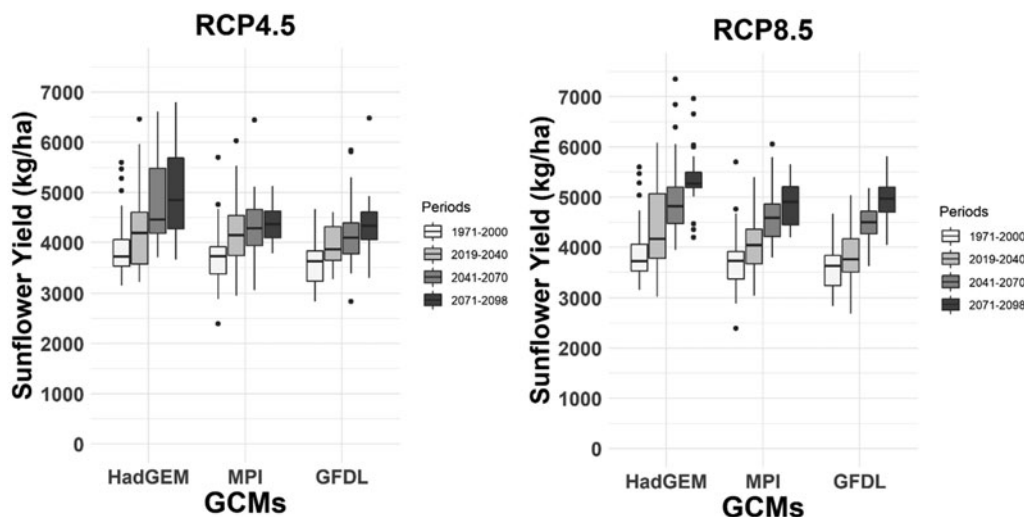 RCP4.5
Sunflower Yield (kg/ha)
7000
6000
5000
4000
3000
2000
1000
0
HadGEM MPI GFDL
GCMs
Periods
1971-2000
2019-2040
2041-2070
2071-2098
RCP8.5
Sunflower Yield (kg/ha)
7000
6000
5000
4000
3000
2000
1000
0
HadGEM MPI GFDL
GCMs
Periods
1971-2000
2019-2040
2041-2070
2071-2098